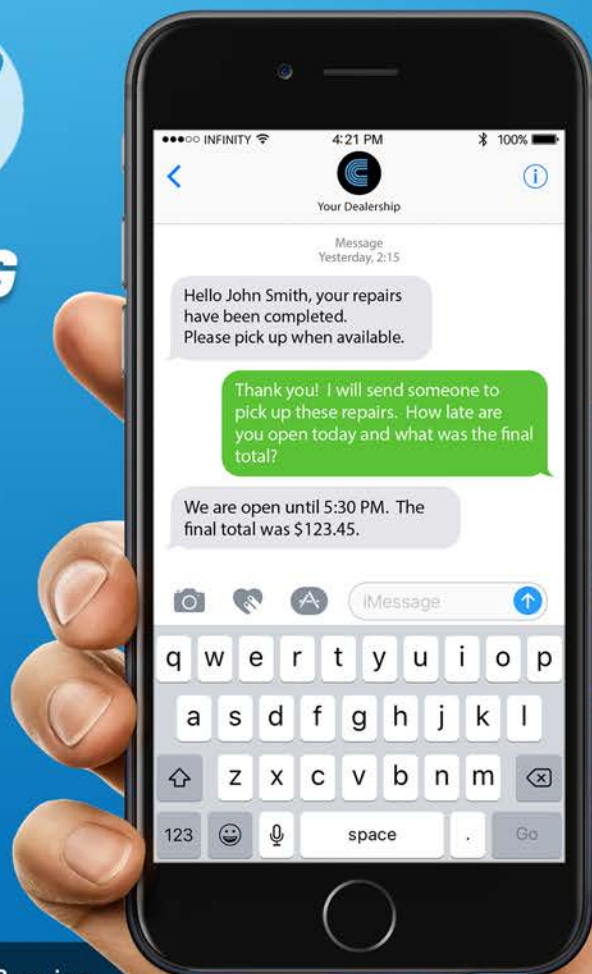 INFINITY 4:21 PM 100%
Your Dealership
Message
Yesterday, 2:15
Hello John Smith, your repairs
have been completed.
Please pick up when available.
Thank you! I will send someone to
pick up these repairs. How late are
you open today and what was the final
total?
We are open until 5:30 PM. The
final total was $123.45.
iMessage
q w e r t y u i o p
a s d f g h j k l
z x c v b n m
123 space . Go